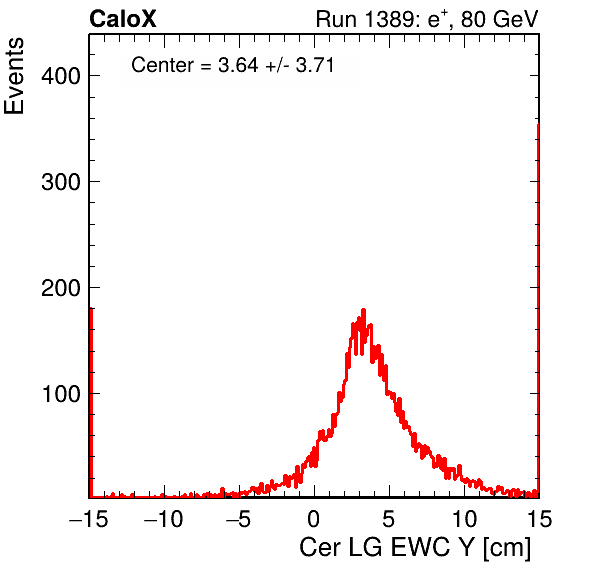 CaloX Run 1389: e⁺, 80 GeV
Center = 3.64 +/- 3.71
Events
400
300
200
100
−15 −10 −5 0 5 10 15
Cer LG EWC Y [cm]